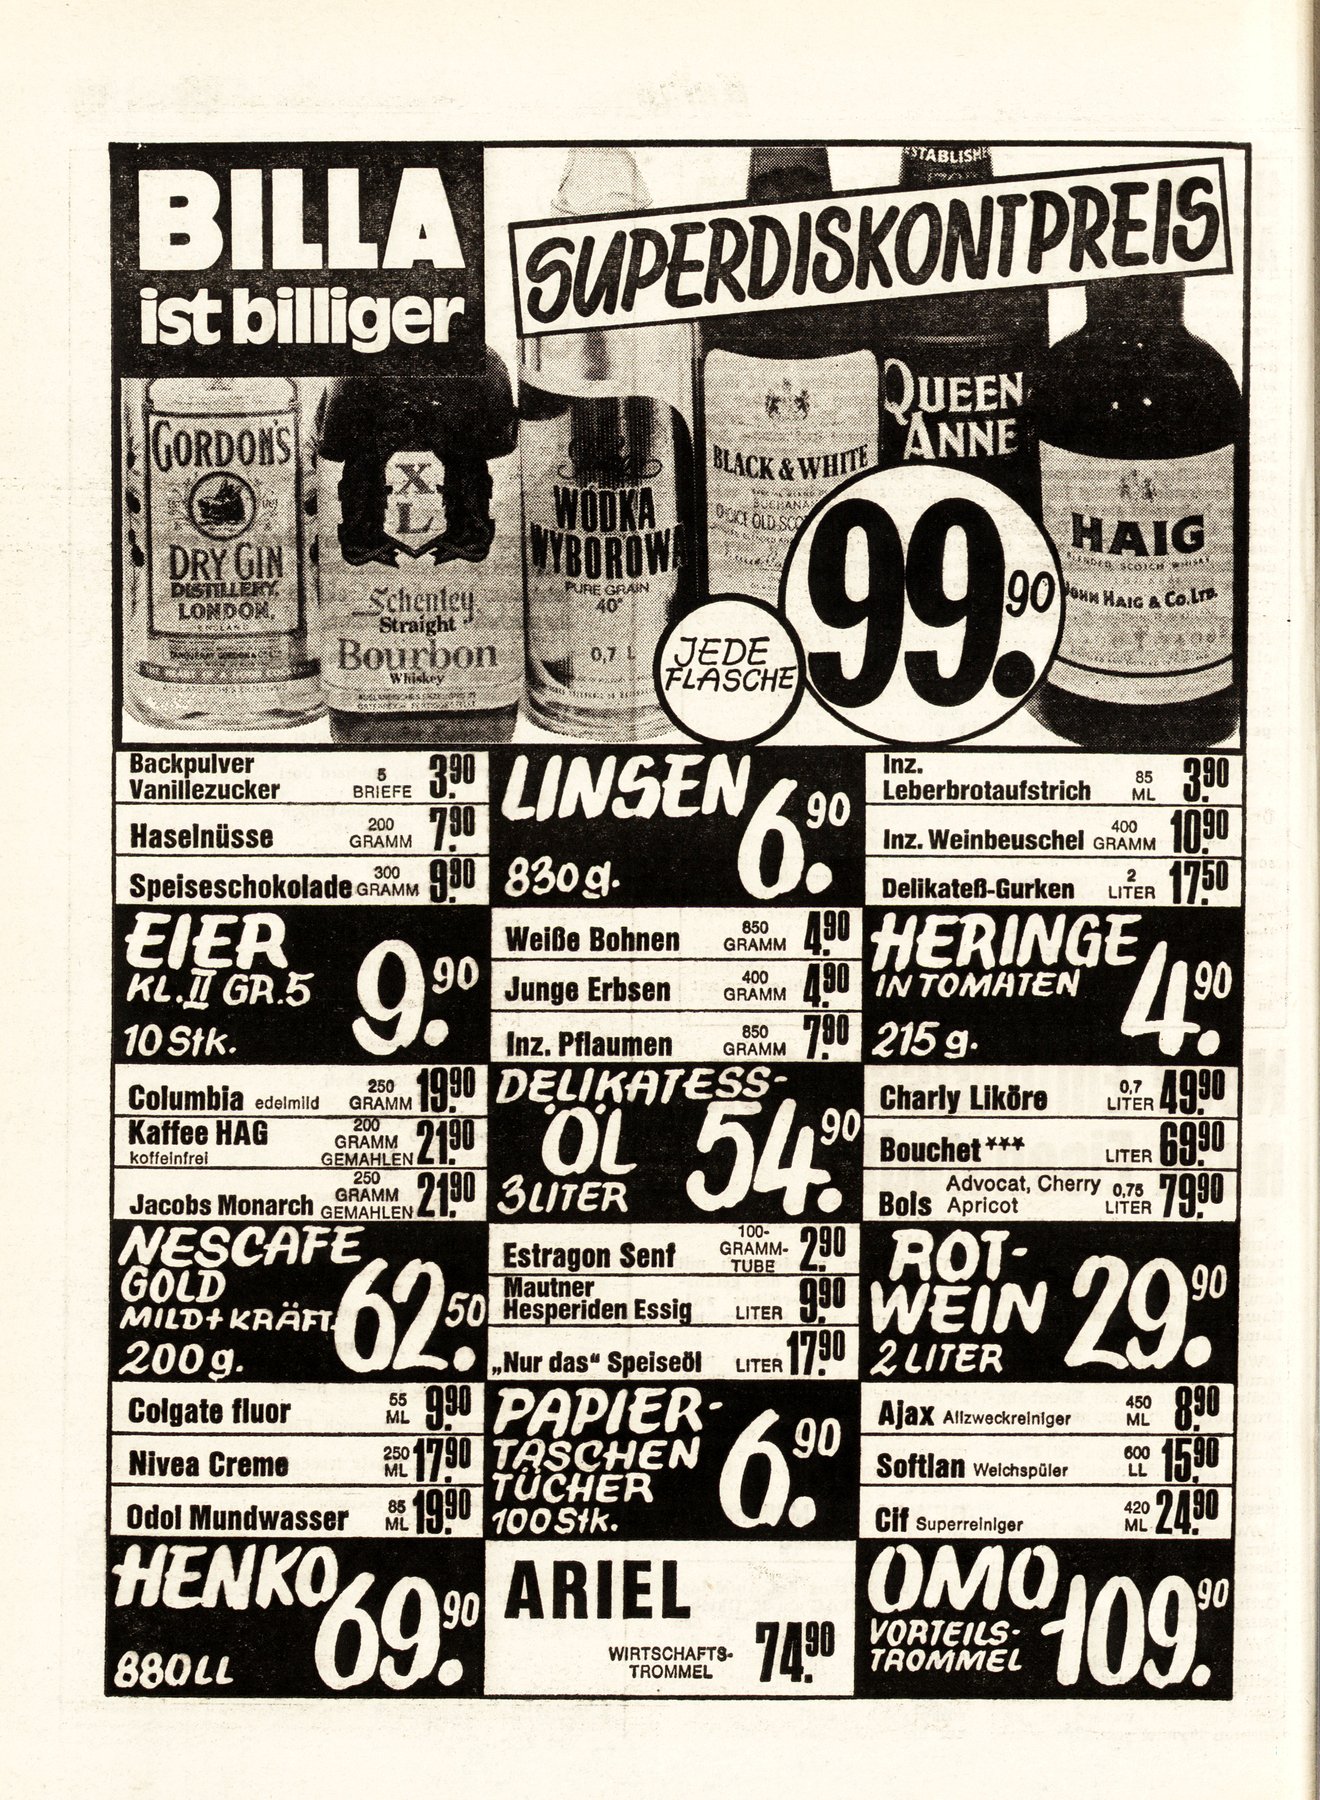 BILLA
ist billiger
SUPERDISKONTPREIS
ESTABLISHE
GORDON'S
DRY GIN
DISTILLERY,
LONDON.
ENGLAND
XL
Schenley
Straight
Bourbon
Whiskey
WÓDKA
WYBOROWA
PURE GRAIN
40°
0,7 L
BLACK & WHITE
BUCHANAN
CHOICE OLD SCO
QUEEN
ANNE
HAIG
BLENDED SCOTCH WHISKY
JOHN HAIG & Co. LTD.
JEDE
FLASCHE
99.90
Backpulver
Vanillezucker 5 BRIEFE 3.90
Haselnüsse 200 GRAMM 7.90
Speiseschokolade 300 GRAMM 9.90
EIER
KL. II GR. 5
10 Stk.
9.90
Columbia edelmild 250 GRAMM 19.90
Kaffee HAG
koffeinfrei 200 GRAMM GEMAHLEN 21.90
Jacobs Monarch 250 GRAMM GEMAHLEN 21.90
NESCAFE
GOLD
MILD + KRÄFT.
200 g.
62.50
Colgate fluor 55 ML 9.90
Nivea Creme 250 ML 17.90
Odol Mundwasser 85 ML 19.90
HENKO
880 LL
69.90
LINSEN
830 g.
6.90
Weiße Bohnen 850 GRAMM 4.90
Junge Erbsen 400 GRAMM 4.90
Inz. Pflaumen 850 GRAMM 7.90
DELIKATESS-
ÖL
3 LITER
54.90
Estragon Senf 100-GRAMM-TUBE 2.90
Mautner
Hesperiden Essig LITER 9.90
„Nur das“ Speiseöl LITER 17.90
PAPIER-
TASCHEN
TÜCHER
100 Stk.
6.90
ARIEL
WIRTSCHAFTS-
TROMMEL
74.90
Inz.
Leberbrotaufstrich 85 ML 3.90
Inz. Weinbeuschel 400 GRAMM 10.90
Delikateß-Gurken 2 LITER 17.50
HERINGE
IN TOMATEN
215 g.
4.90
Charly Liköre 0,7 LITER 49.90
Bouchet *** LITER 69.90
Bols Advocat, Cherry
Apricot 0,75 LITER 79.90
ROT-
WEIN
2 LITER
29.90
Ajax Allzweckreiniger 450 ML 8.90
Softlan Weichspüler 600 LL 15.90
Cif Superreiniger 420 ML 24.90
OMO
VORTEILS-
TROMMEL
109.90